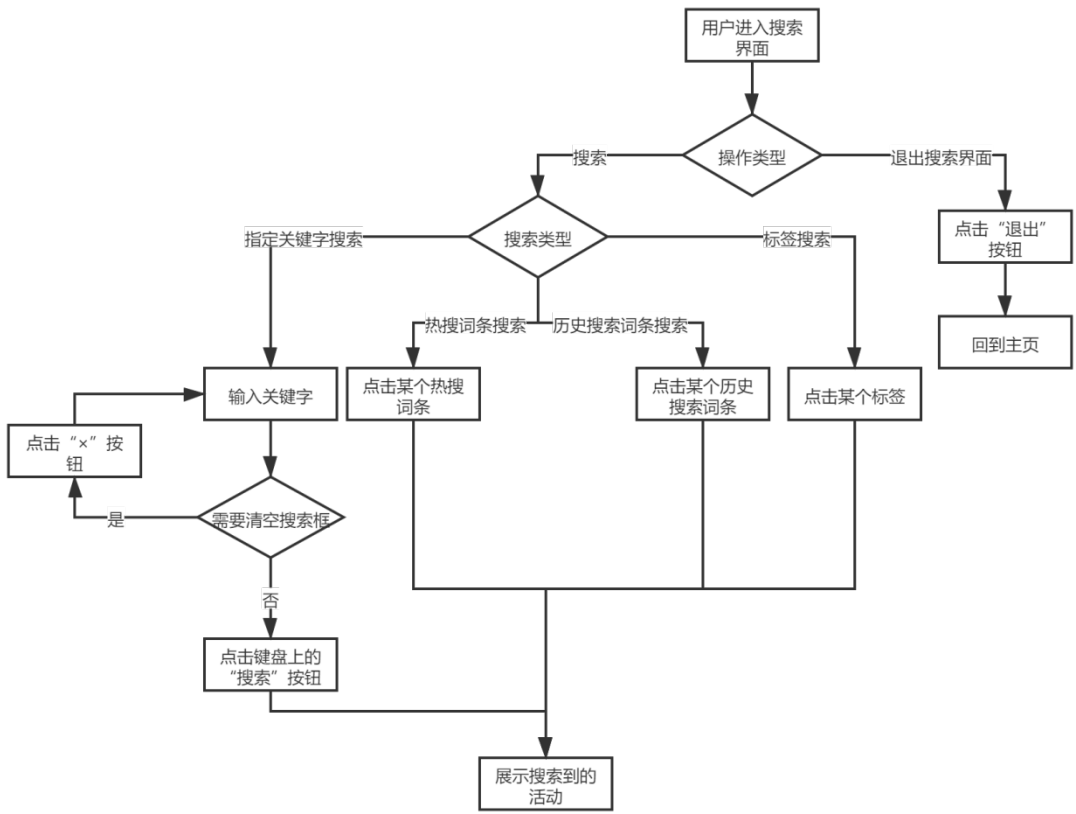 用户进入搜索
界面
操作类型
搜索
退出搜索界面
搜索类型
点击“退出”
按钮
指定关键字搜索
标签搜索
热搜词条搜索
历史搜索词条搜索
回到主页
输入关键字
点击某个热搜
词条
点击某个历史
搜索词条
点击某个标签
点击“×”按
钮
是
需要清空搜索框
否
点击键盘上的
“搜索”按钮
展示搜索到的
活动